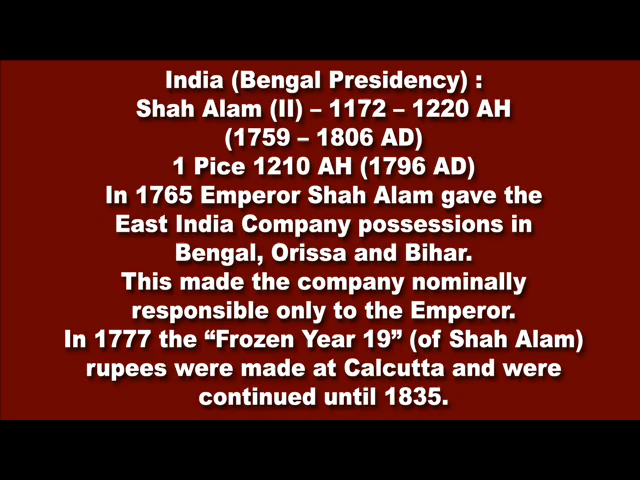 India (Bengal Presidency) :
Shah Alam (II) – 1172 – 1220 AH
(1759 – 1806 AD)
1 Pice 1210 AH (1796 AD)
In 1765 Emperor Shah Alam gave the
East India Company possessions in
Bengal, Orissa and Bihar.
This made the company nominally
responsible only to the Emperor.
In 1777 the “Frozen Year 19” (of Shah Alam)
rupees were made at Calcutta and were
continued until 1835.